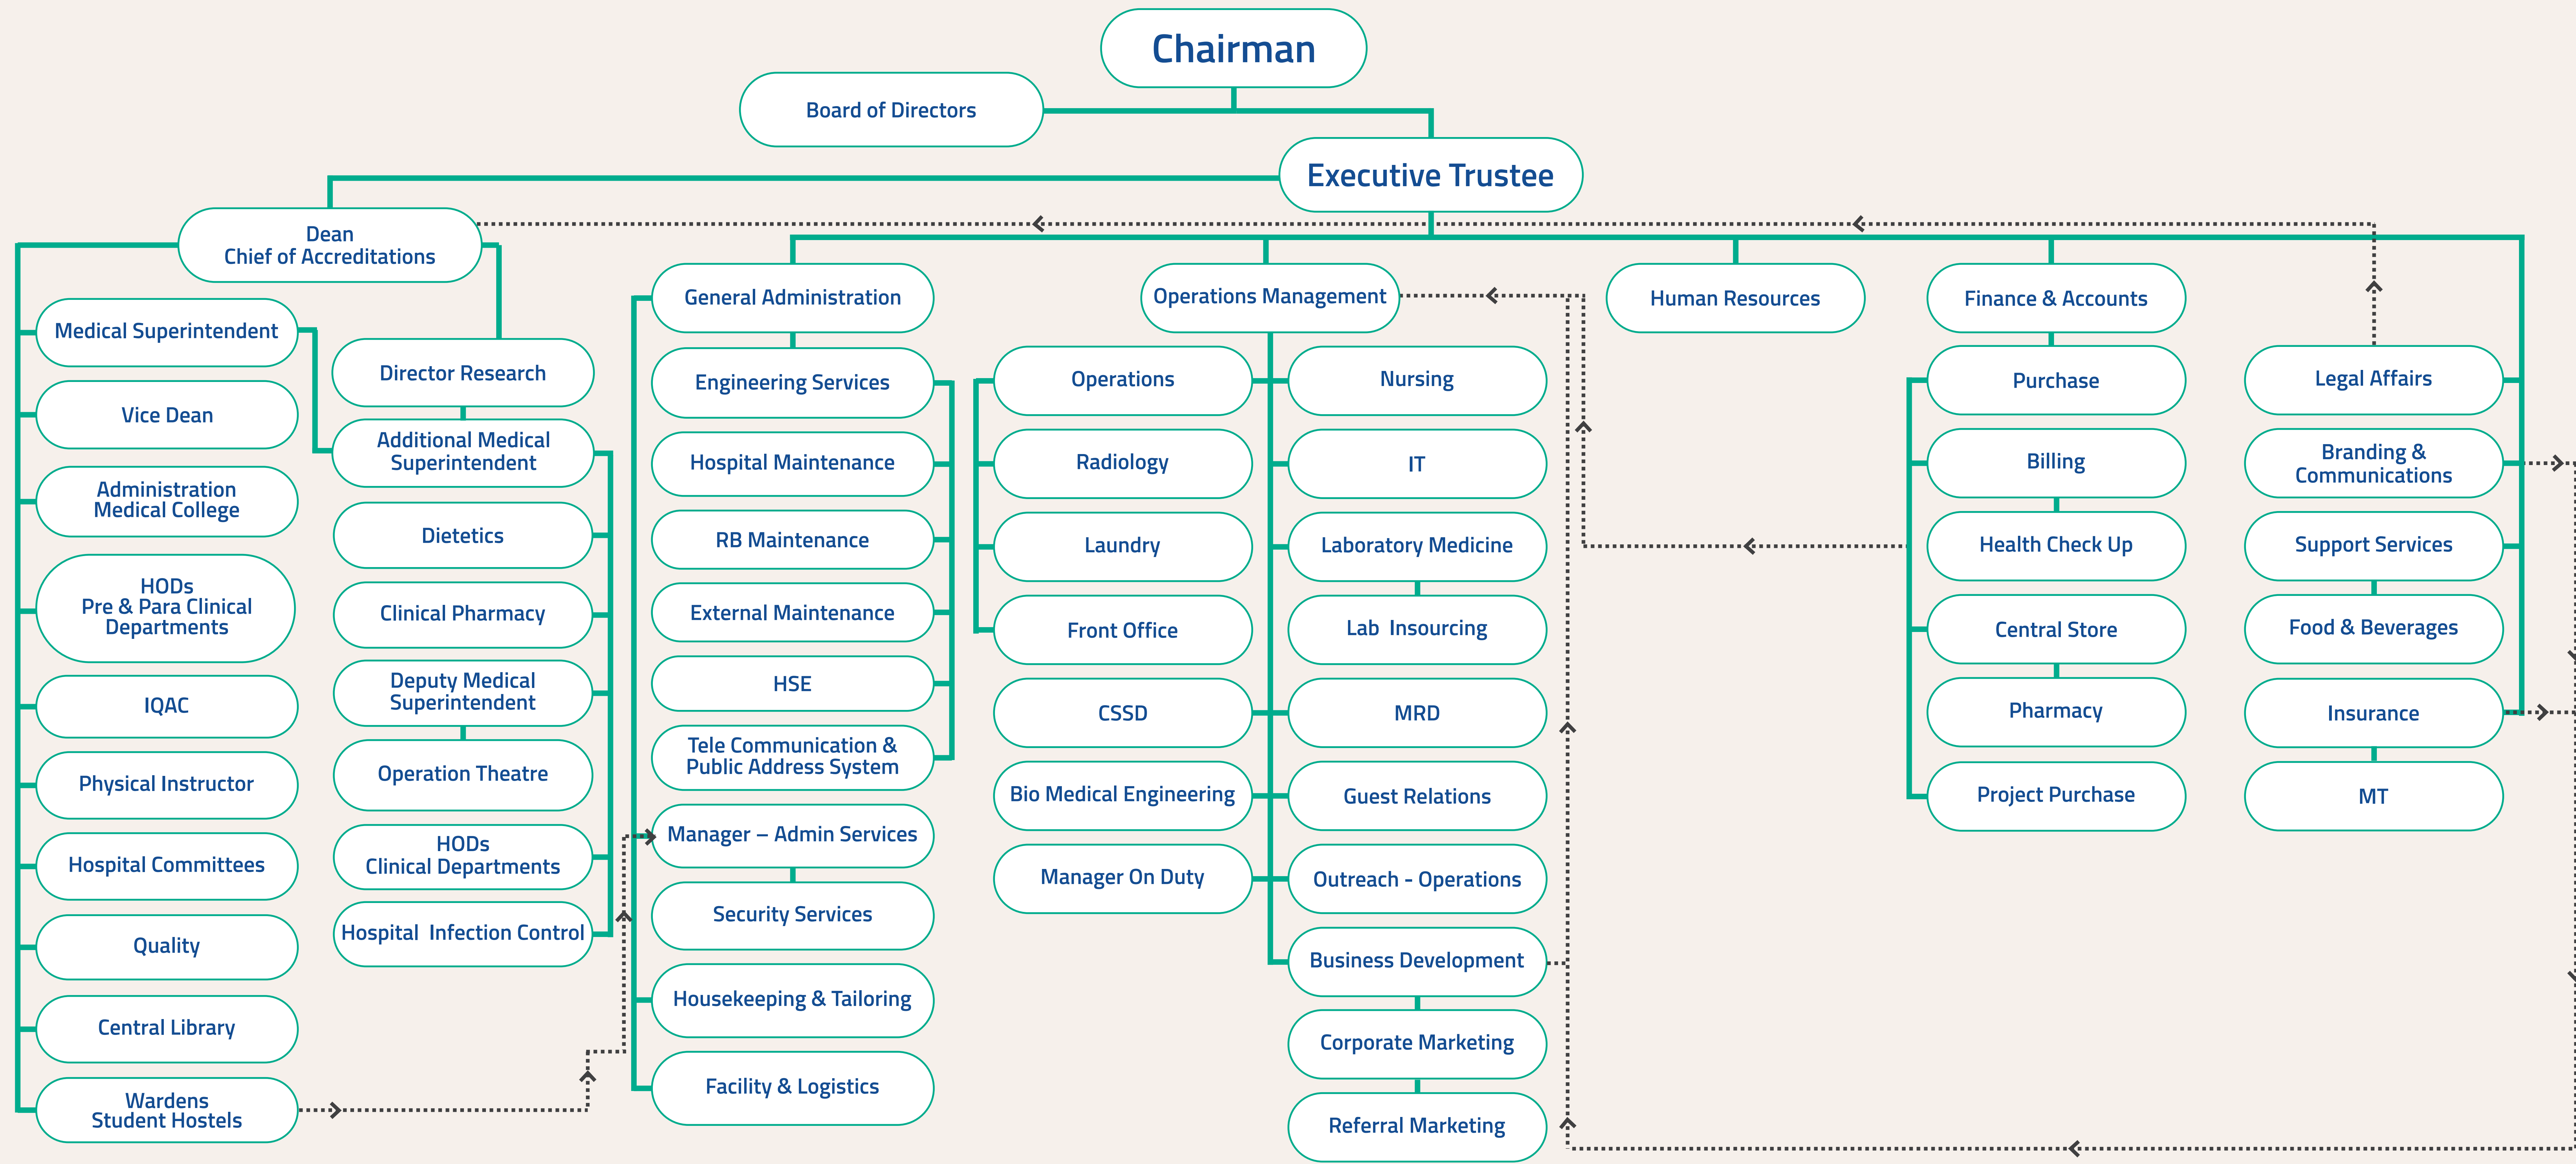 Chairman
Board of Directors
Executive Trustee
Dean
Chief of Accreditations
Medical Superintendent
Vice Dean
Administration
Medical College
HODs
Pre & Para Clinical
Departments
IQAC
Physical Instructor
Hospital Committees
Quality
Central Library
Wardens
Student Hostels
Director Research
Additional Medical
Superintendent
Dietetics
Clinical Pharmacy
Deputy Medical
Superintendent
Operation Theatre
HODs
Clinical Departments
Hospital Infection Control
General Administration
Engineering Services
Hospital Maintenance
RB Maintenance
External Maintenance
HSE
Tele Communication &
Public Address System
Manager – Admin Services
Security Services
Housekeeping & Tailoring
Facility & Logistics
Operations Management
Operations
Radiology
Laundry
Front Office
CSSD
Bio Medical Engineering
Manager On Duty
Nursing
IT
Laboratory Medicine
Lab Insourcing
MRD
Guest Relations
Outreach - Operations
Business Development
Corporate Marketing
Referral Marketing
Human Resources
Finance & Accounts
Purchase
Billing
Health Check Up
Central Store
Pharmacy
Project Purchase
Legal Affairs
Branding &
Communications
Support Services
Food & Beverages
Insurance
MT